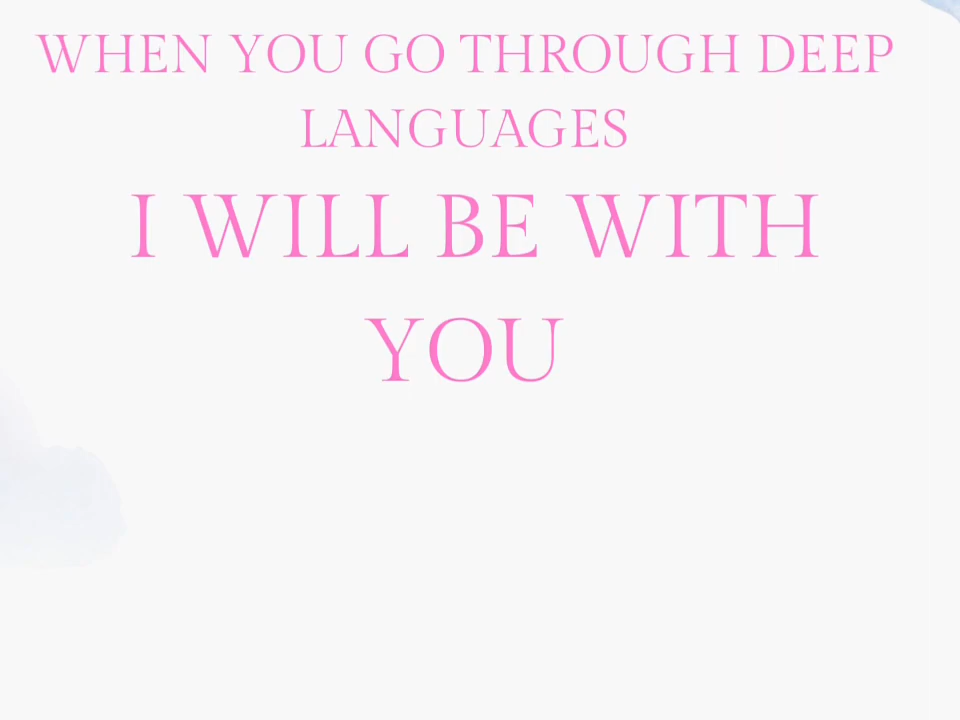 WHEN YOU GO THROUGH DEEP
LANGUAGES
I WILL BE WITH
YOU